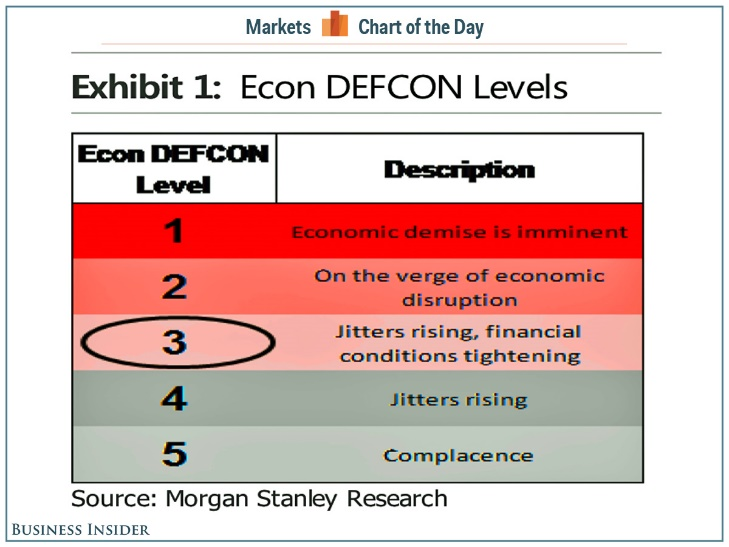 Markets Chart of the Day
Exhibit 1: Econ DEFCON Levels
Econ DEFCON
Level
Description
1
Economic demise is imminent
2
On the verge of economic
disruption
3
Jitters rising, financial
conditions tightening
4
Jitters rising
5
Complacence
Source: Morgan Stanley Research
BUSINESS INSIDER